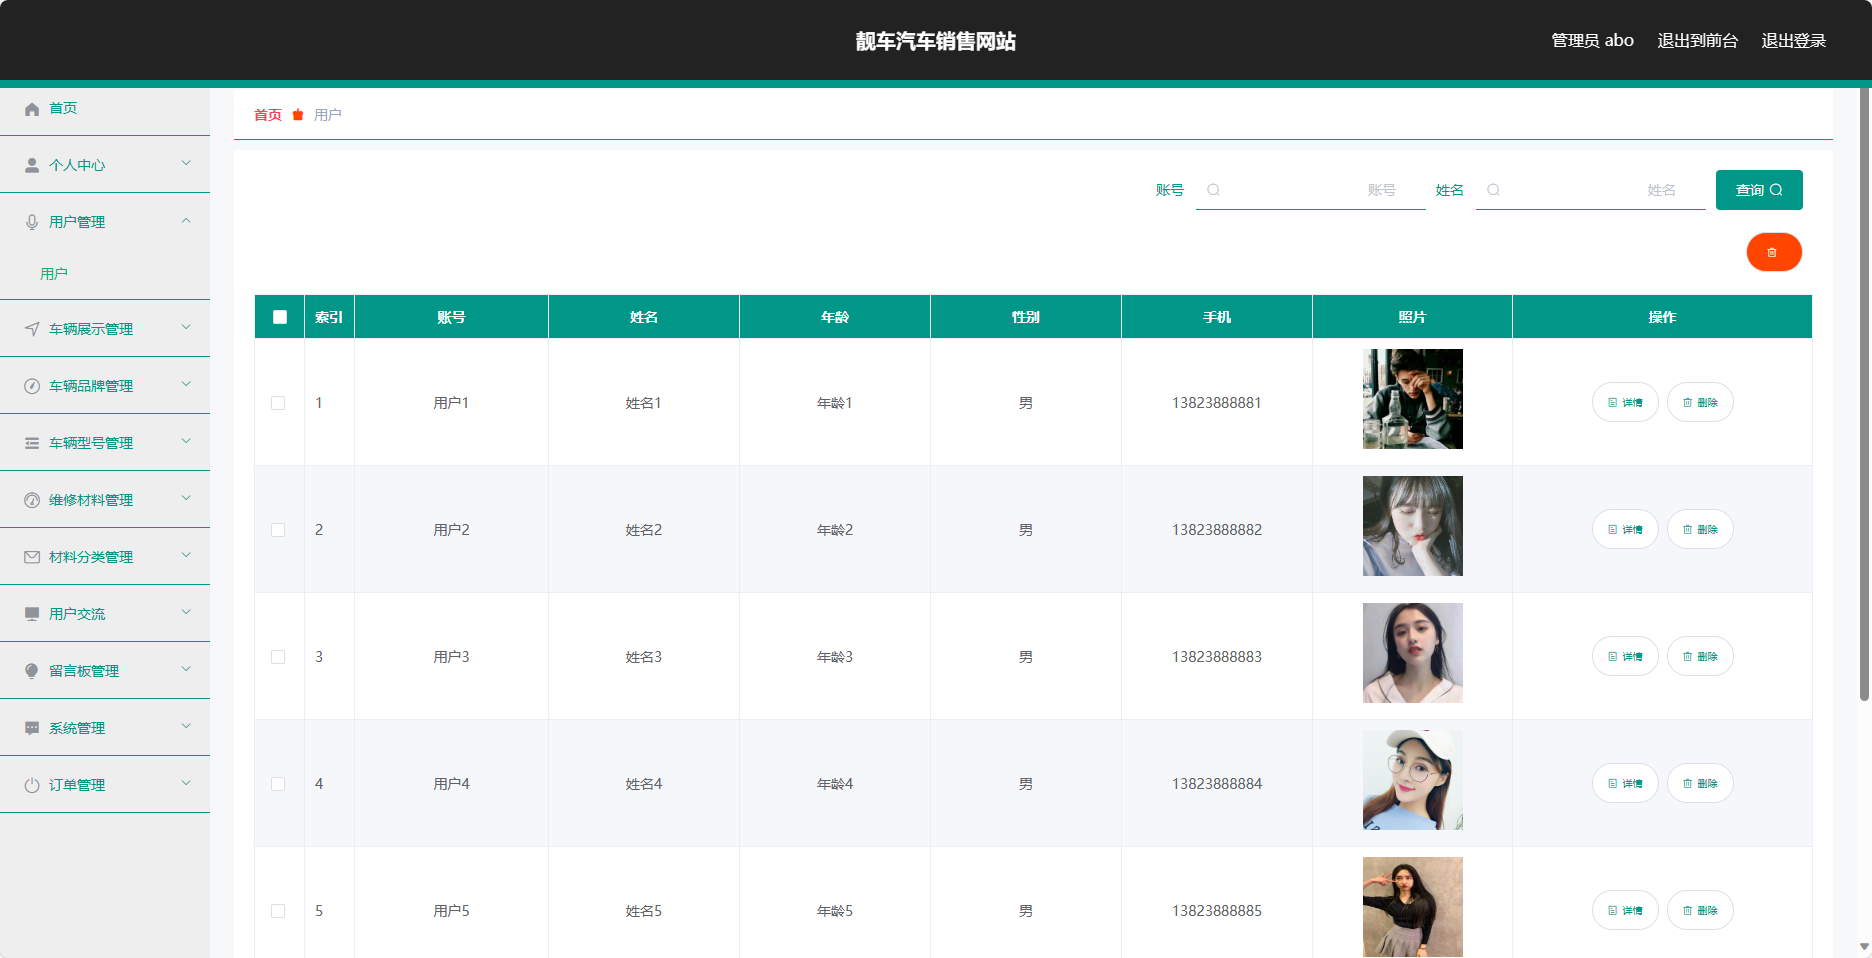 靓车汽车销售网站
管理员 abo 退出到前台 退出登录
首页
个人中心
用户管理
用户
车辆展示管理
车辆品牌管理
车辆型号管理
维修材料管理
材料分类管理
用户交流
留言板管理
系统管理
订单管理
首页 用户
账号 账号 姓名 姓名 查询
索引 账号 姓名 年龄 性别 手机 照片 操作
1 用户1 姓名1 年龄1 男 13823888881 详情 删除
2 用户2 姓名2 年龄2 男 13823888882 详情 删除
3 用户3 姓名3 年龄3 男 13823888883 详情 删除
4 用户4 姓名4 年龄4 男 13823888884 详情 删除
5 用户5 姓名5 年龄5 男 13823888885 详情 删除